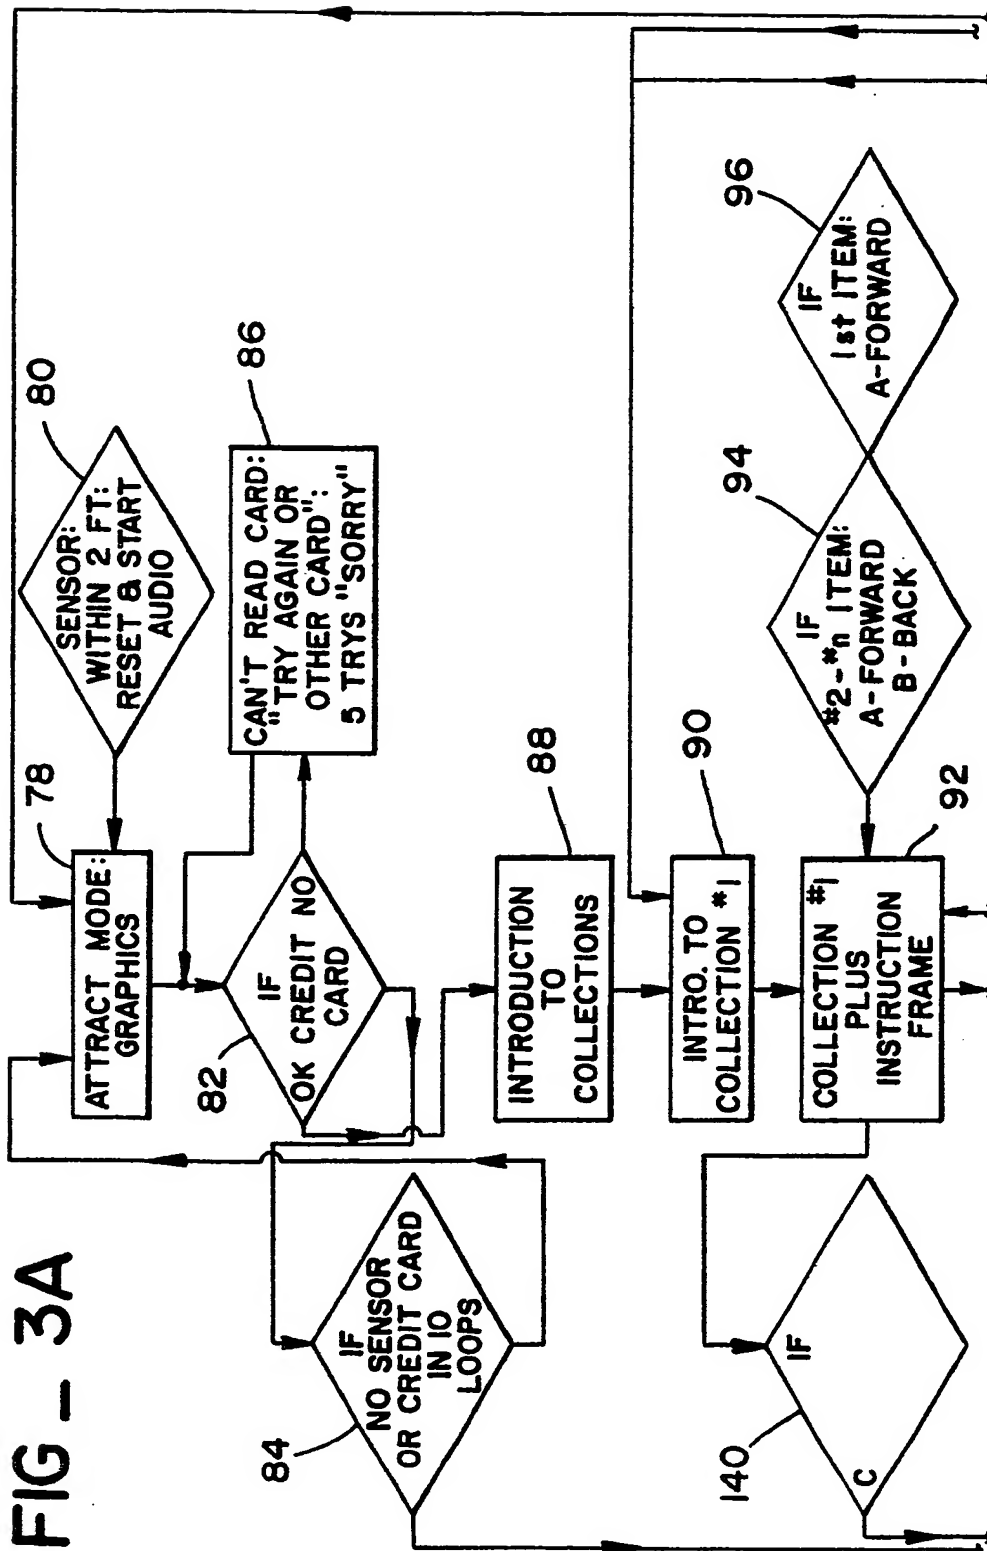 FIG _ 3A
78
ATTRACT MODE:
GRAPHICS
80
SENSOR:
WITHIN 2 FT:
RESET & START
AUDIO
82
IF
OK CREDIT NO
CARD
86
CAN'T READ CARD:
"TRY AGAIN OR
OTHER CARD":
5 TRYS "SORRY"
84
IF
NO SENSOR
OR CREDIT CARD
IN 10
LOOPS
88
INTRODUCTION
TO
COLLECTIONS
90
INTRO. TO
COLLECTION #1
92
COLLECTION #1
PLUS
INSTRUCTION
FRAME
94
IF
#2-#n ITEM:
A-FORWARD
B-BACK
96
IF
1st ITEM:
A-FORWARD
140
IF
C